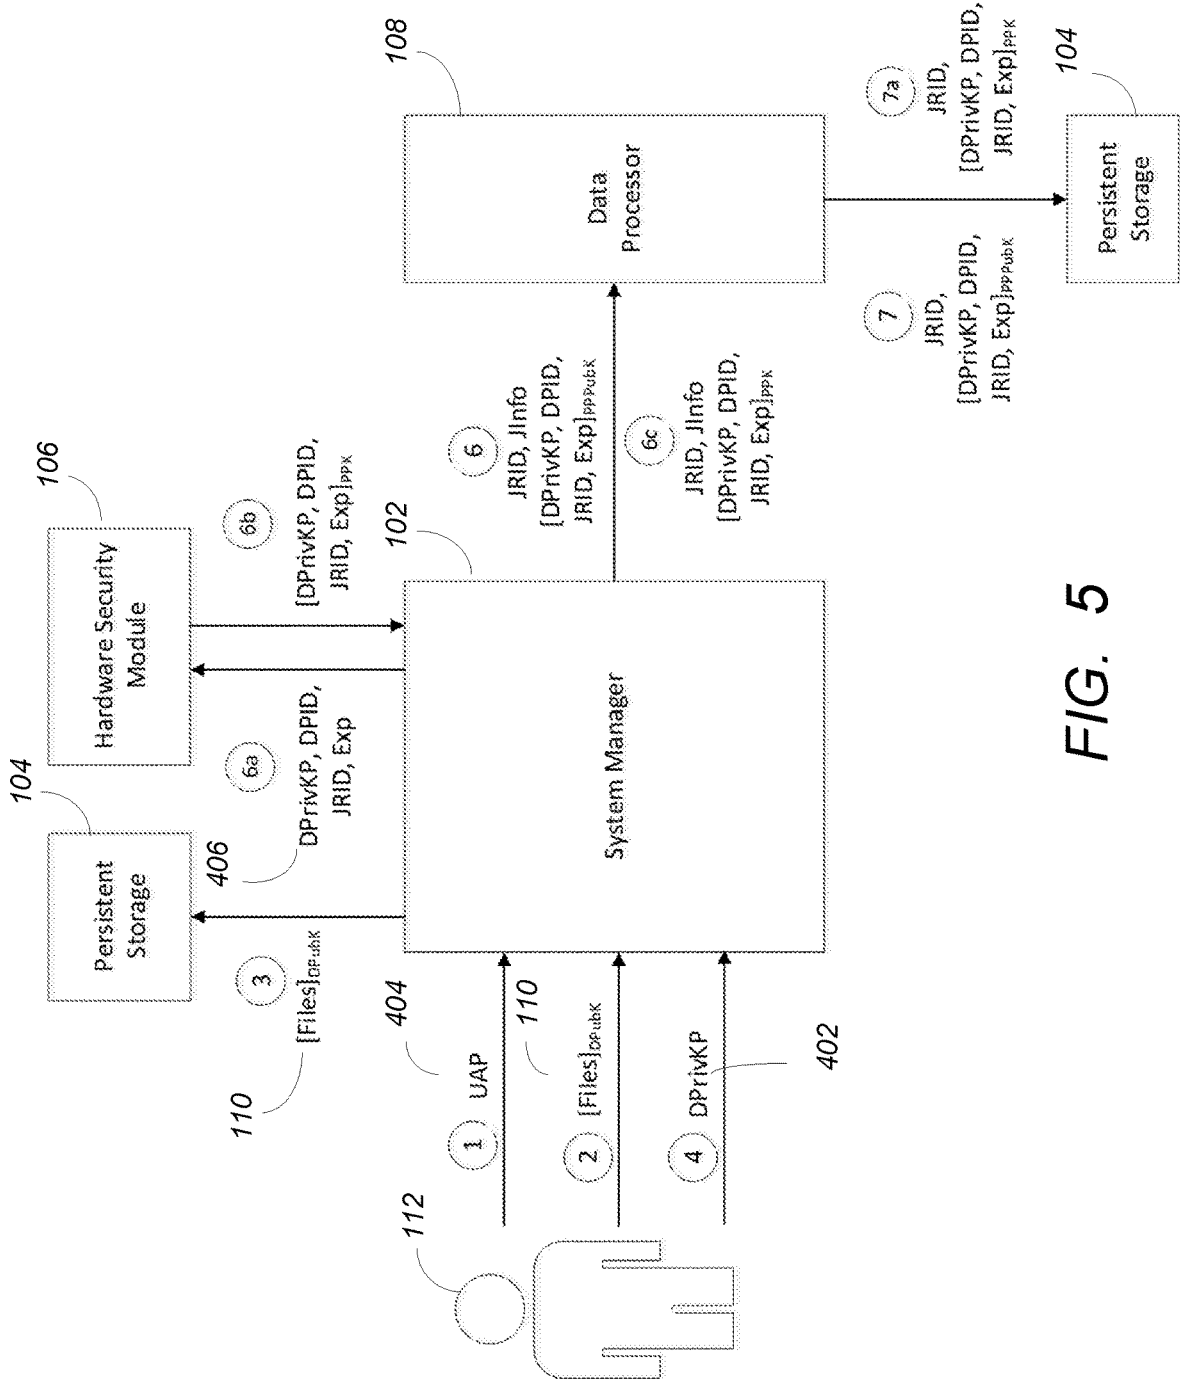 104
Persistent
Storage
106
Hardware Security
Module
3
[Files]DPubK
110
406
6a
DPrivKP, DPID,
JRID, Exp
6b
[DPrivKP, DPID,
JRID, Exp]PPK
112
1
UAP
404
2
[Files]DPubK
110
4
DPrivKP
402
System Manager
102
6
JRID, JInfo
[DPrivKP, DPID,
JRID, Exp]PPPubK
6c
JRID, JInfo
[DPrivKP, DPID,
JRID, Exp]PPK
108
Data
Processor
7
JRID,
[DPrivKP, DPID,
JRID, Exp]PPPubK
7a
JRID,
[DPrivKP, DPID,
JRID, Exp]PPK
104
Persistent
Storage
FIG. 5